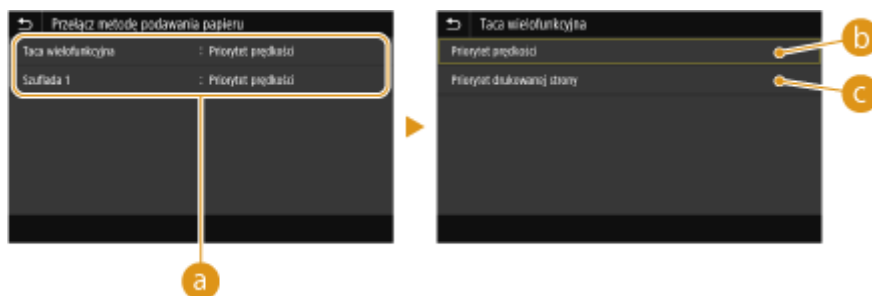 Przełącz metodę podawania papieru
Taca wielofunkcyjna : Priorytet prędkości
Szuflada 1 : Priorytet prędkości
a
Taca wielofunkcyjna
Priorytet prędkości
b
Priorytet drukowanej strony
c